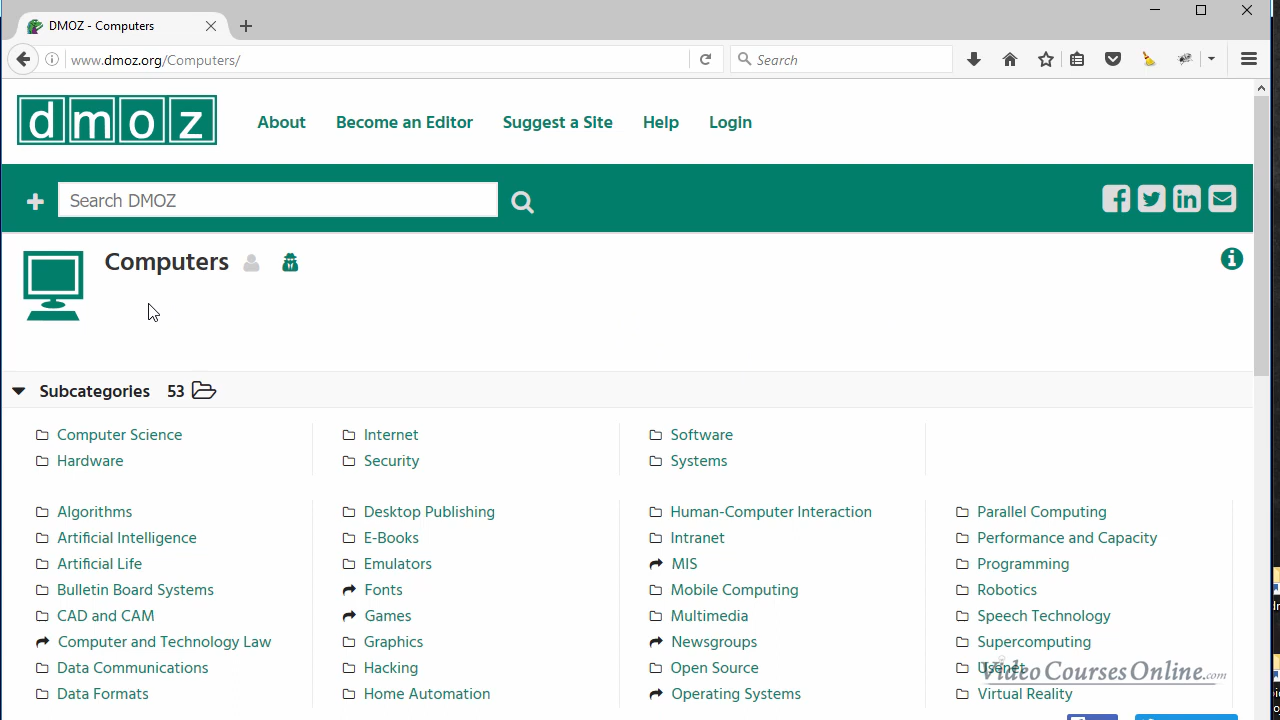 DMOZ - Computers
www.dmoz.org/Computers/
Search
dmoz
About Become an Editor Suggest a Site Help Login
Search DMOZ
Computers
Subcategories 53
Computer Science Internet Software
Hardware Security Systems
Algorithms Desktop Publishing Human-Computer Interaction Parallel Computing
Artificial Intelligence E-Books Intranet Performance and Capacity
Artificial Life Emulators MIS Programming
Bulletin Board Systems Fonts Mobile Computing Robotics
CAD and CAM Games Multimedia Speech Technology
Computer and Technology Law Graphics Newsgroups Supercomputing
Data Communications Hacking Open Source Usenet
VideoCoursesOnline.com
Data Formats Home Automation Operating Systems Virtual Reality